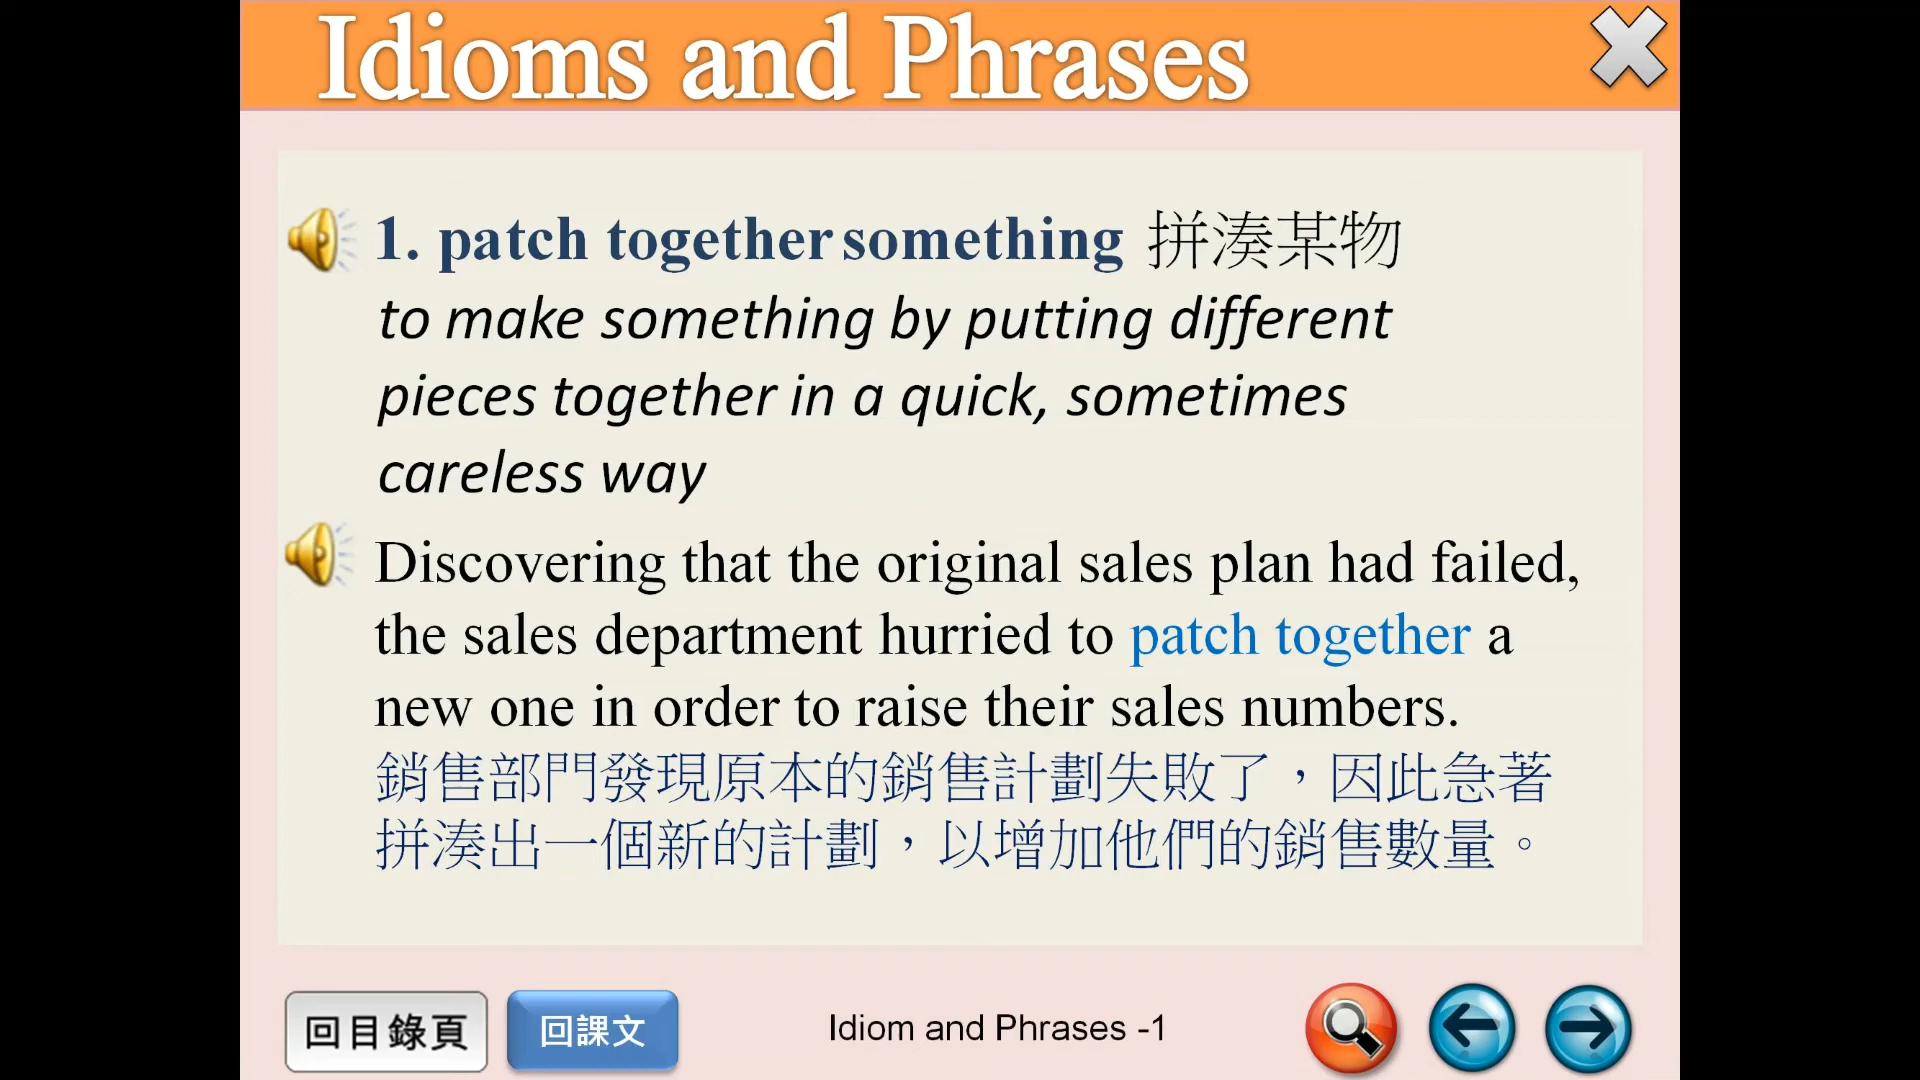 Idioms and Phrases
1. patch together something 拼湊某物
to make something by putting different
pieces together in a quick, sometimes
careless way
Discovering that the original sales plan had failed,
the sales department hurried to patch together a
new one in order to raise their sales numbers.
銷售部門發現原本的銷售計劃失敗了，因此急著
拼湊出一個新的計劃，以增加他們的銷售數量。
回目錄頁
回課文
Idiom and Phrases -1